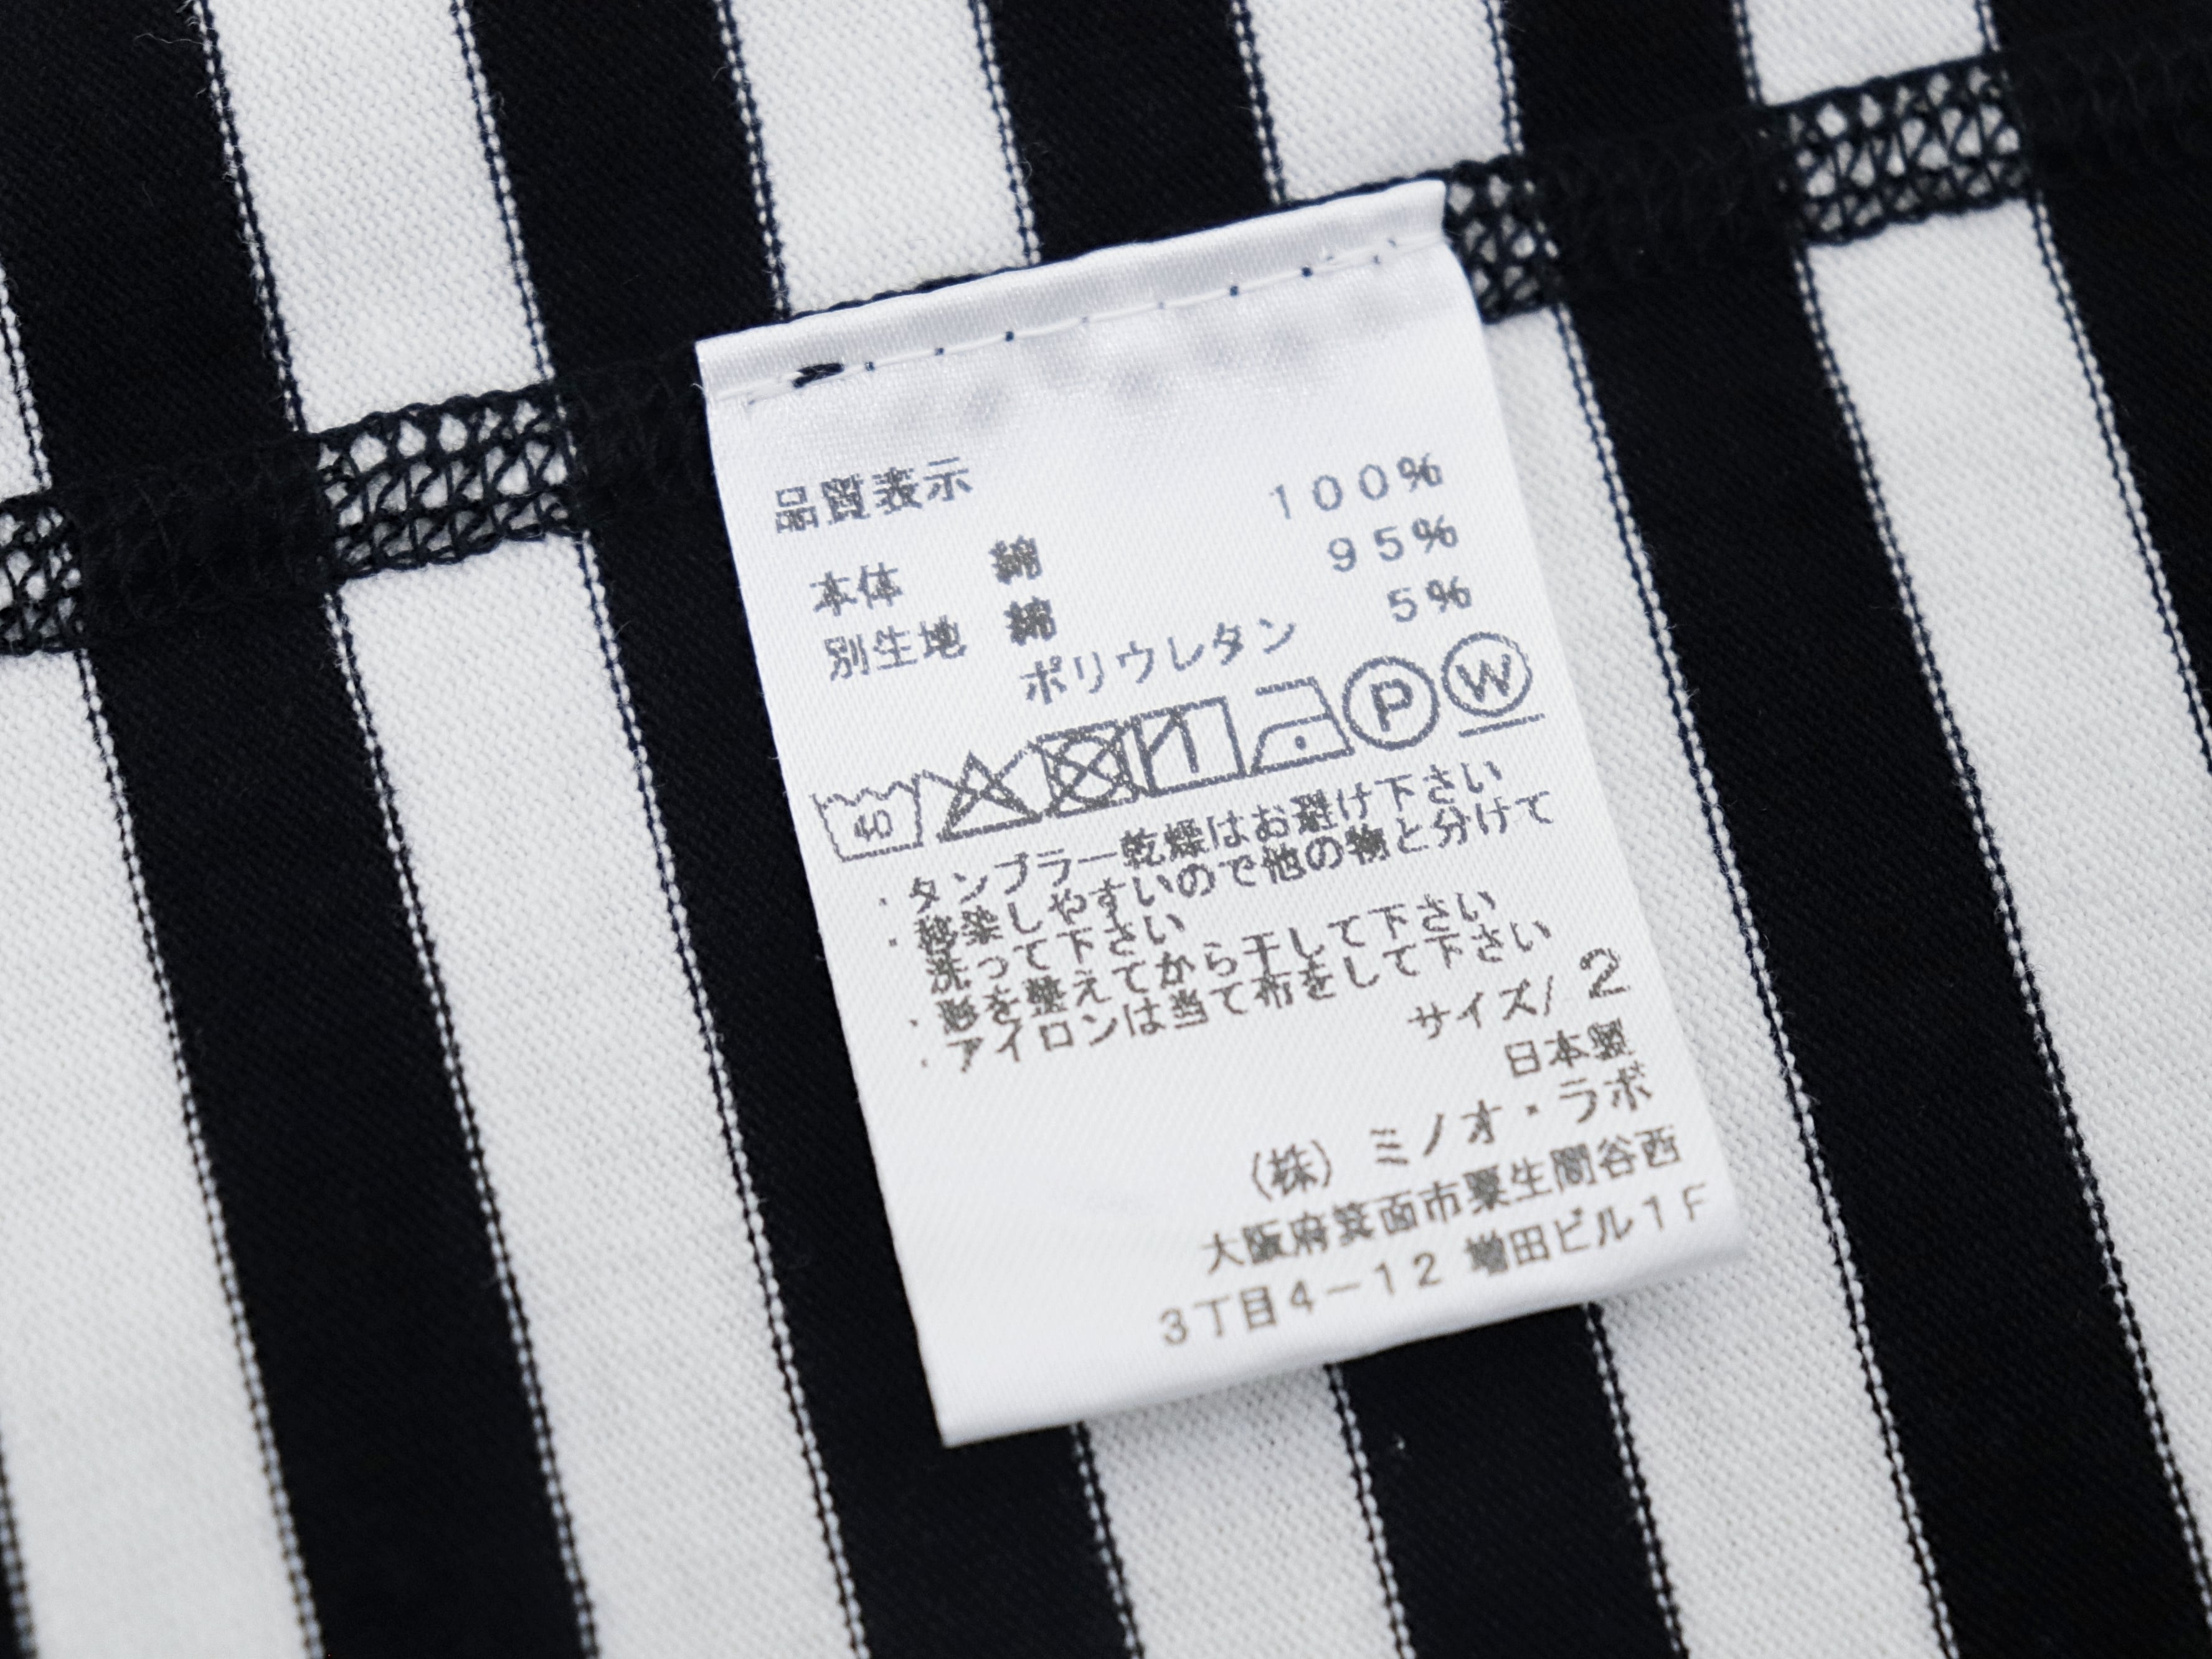 品質表示
本体 綿 100%
別生地 綿 95%
ポリウレタン 5%
40 P W
・タンブラー乾燥はお避け下さい
・移染しやすいので他の物と分けて
洗って下さい
・形を整えてから干して下さい
・アイロンは当て布をして下さい
サイズ/ 2
日本製
(株) ミノオ・ラボ
大阪府箕面市粟生間谷西
3丁目4-12 増田ビル1F